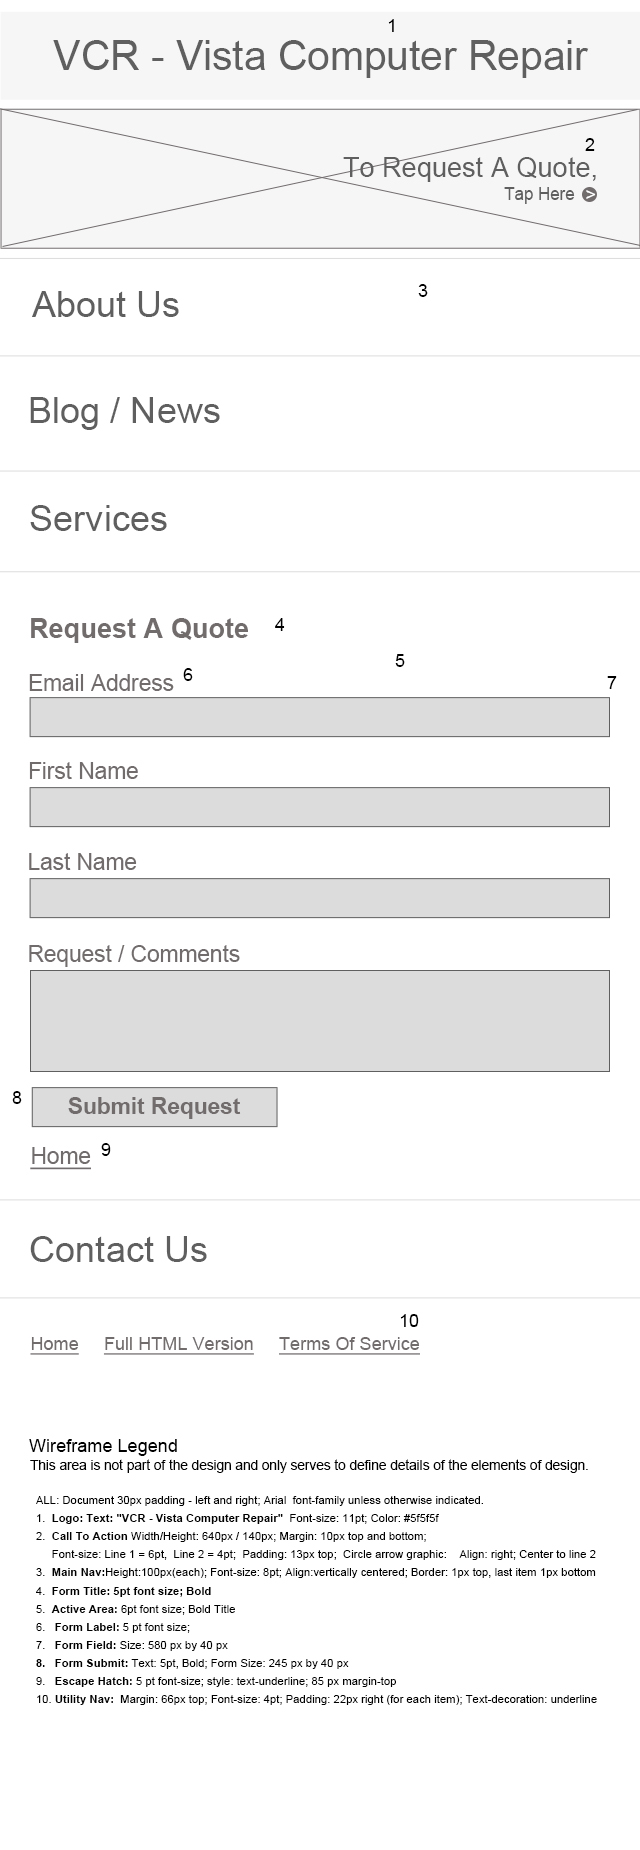 1
VCR - Vista Computer Repair
2
To Request A Quote,
Tap Here >
About Us 3
Blog / News
Services
Request A Quote 4
5
Email Address 6 7
First Name
Last Name
Request / Comments
8 Submit Request
Home 9
Contact Us
10
Home Full HTML Version Terms Of Service
Wireframe Legend
This area is not part of the design and only serves to define details of the elements of design.
ALL: Document 30px padding - left and right; Arial font-family unless otherwise indicated.
1. Logo: Text: "VCR - Vista Computer Repair" Font-size: 11pt; Color: #5f5f5f
2. Call To Action Width/Height: 640px / 140px; Margin: 10px top and bottom;
Font-size: Line 1 = 6pt, Line 2 = 4pt; Padding: 13px top; Circle arrow graphic: Align: right; Center to line 2
3. Main Nav:Height:100px(each); Font-size: 8pt; Align:vertically centered; Border: 1px top, last item 1px bottom
4. Form Title: 5pt font size; Bold
5. Active Area: 6pt font size; Bold Title
6. Form Label: 5 pt font size;
7. Form Field: Size: 580 px by 40 px
8. Form Submit: Text: 5pt, Bold; Form Size: 245 px by 40 px
9. Escape Hatch: 5 pt font-size; style: text-underline; 85 px margin-top
10. Utility Nav: Margin: 66px top; Font-size: 4pt; Padding: 22px right (for each item); Text-decoration: underline